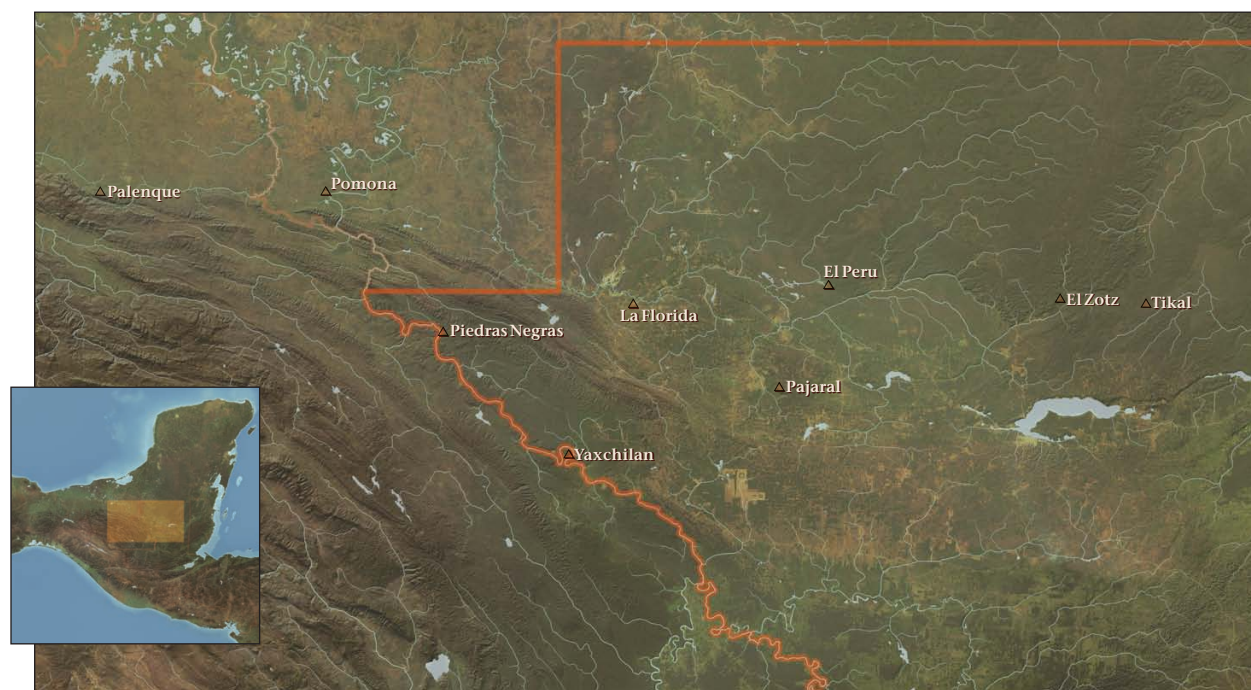 Palenque
Pomona
El Peru
La Florida
El Zotz
Tikal
Piedras Negras
Pajaral
Yaxchilan